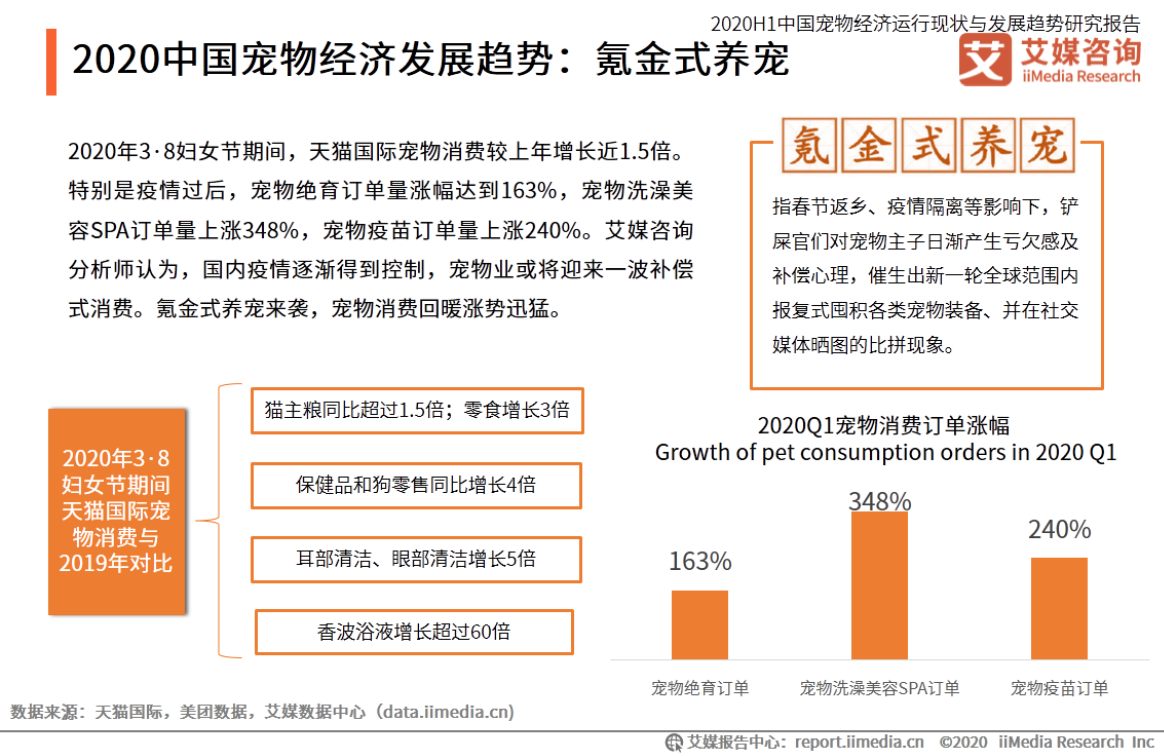 2020H1中国宠物经济运行现状与发展趋势研究报告
2020中国宠物经济发展趋势：氪金式养宠
艾 艾媒咨询
iiMedia Research
2020年3·8妇女节期间，天猫国际宠物消费较上年增长近1.5倍。
特别是疫情过后，宠物绝育订单量涨幅达到163%，宠物洗澡美
容SPA订单量上涨348%，宠物疫苗订单量上涨240%。艾媒咨询
分析师认为，国内疫情逐渐得到控制，宠物业或将迎来一波补偿
式消费。氪金式养宠来袭，宠物消费回暖涨势迅猛。
氪金式养宠
指春节返乡、疫情隔离等影响下，铲
屎官们对宠物主子日渐产生亏欠感及
补偿心理，催生出新一轮全球范围内
报复式囤积各类宠物装备、并在社交
媒体晒图的比拼现象。
2020年3·8
妇女节期间
天猫国际宠
物消费与
2019年对比
猫主粮同比超过1.5倍；零食增长3倍
保健品和狗零售同比增长4倍
耳部清洁、眼部清洁增长5倍
香波浴液增长超过60倍
2020Q1宠物消费订单涨幅
Growth of pet consumption orders in 2020 Q1
163%
348%
240%
宠物绝育订单
宠物洗澡美容SPA订单
宠物疫苗订单
数据来源：天猫国际，美团数据，艾媒数据中心（data.iimedia.cn)
艾媒报告中心：report.iimedia.cn ©2020 iiMedia Research Inc